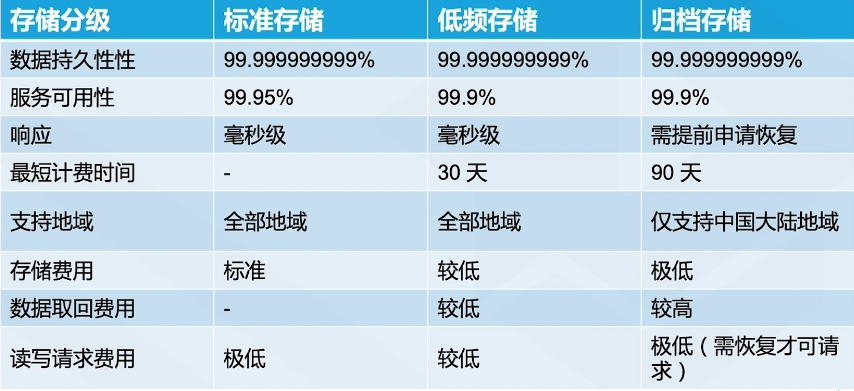 存储分级 标准存储 低频存储 归档存储
数据持久性性 99.999999999% 99.999999999% 99.999999999%
服务可用性 99.95% 99.9% 99.9%
响应 毫秒级 毫秒级 需提前申请恢复
最短计费时间 - 30 天 90 天
支持地域 全部地域 全部地域 仅支持中国大陆地域
存储费用 标准 较低 极低
数据取回费用 - 较低 较高
读写请求费用 极低 较低 极低（需恢复才可请
求）